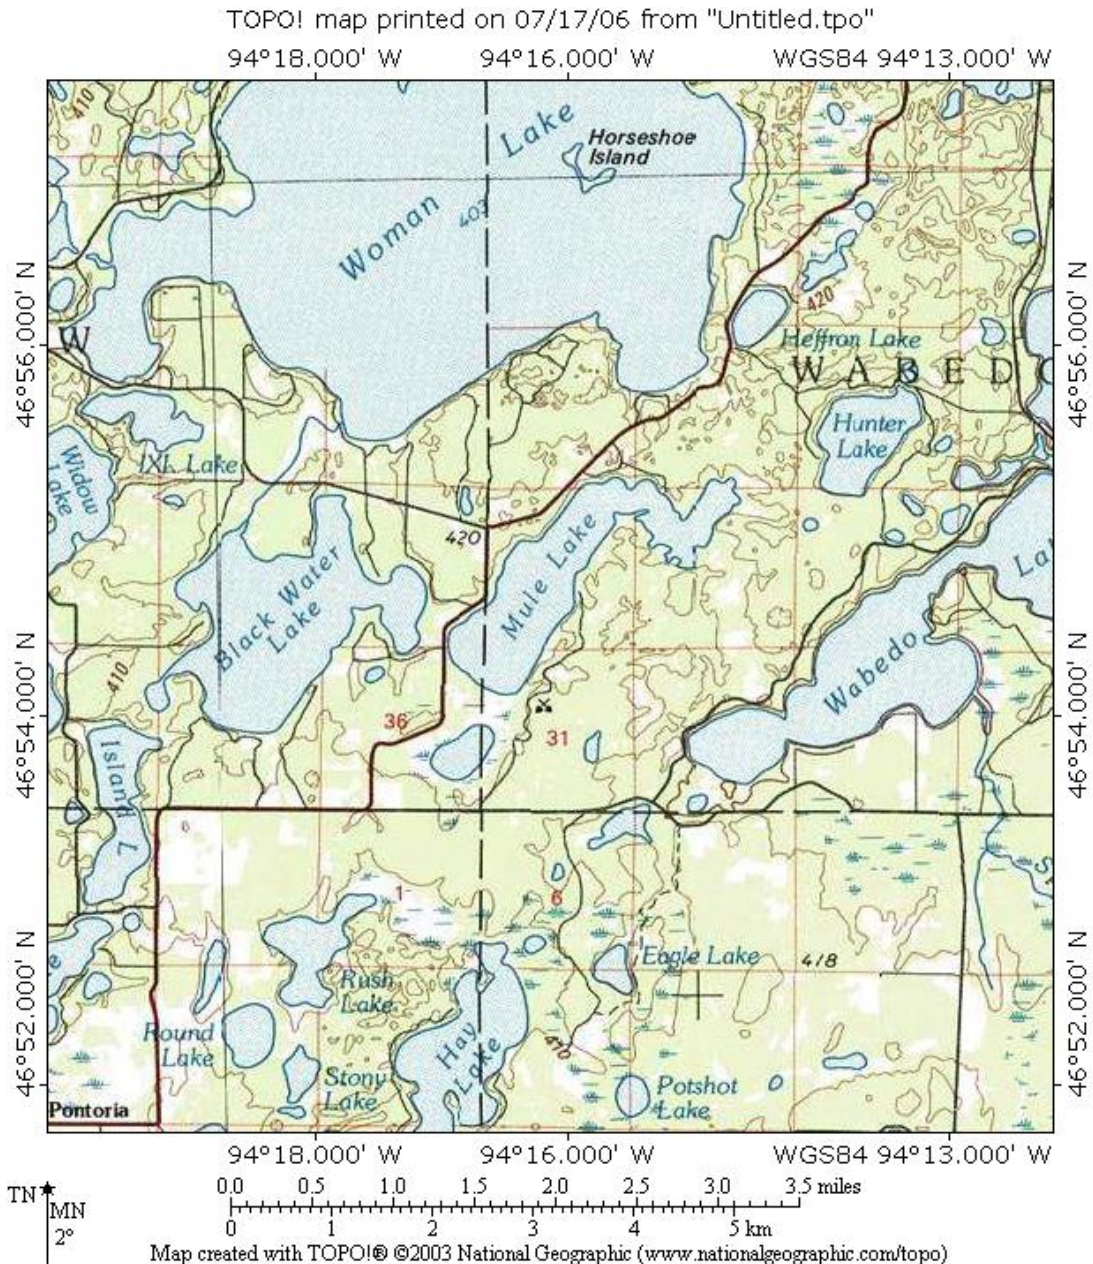 TOPO! map printed on 07/17/06 from "Untitled.tpo"
94°18.000' W 94°16.000' W WGS84 94°13.000' W
410
Lake
Horseshoe
Island
Woman
403
46°56.000' N
46°56.000' N
420
W
Heffron Lake
WABEDO
Hunter
Lake
IXL Lake
Widow
Lake
420
Mule Lake
Black Water
Lake
Wabedo
La
410
46°54.000' N
46°54.000' N
36
31
Island
L
6
1
6
Eagle Lake
418
Rush
Lake
46°52.000' N
46°52.000' N
Round
Lake
Hay
Lake
410
Stony
Lake
Potshot
Lake
Pontoria
94°18.000' W 94°16.000' W WGS84 94°13.000' W
TN
MN
2°
0.0 0.5 1.0 1.5 2.0 2.5 3.0 3.5 miles
0 1 2 3 4 5 km
Map created with TOPO!® ©2003 National Geographic (www.nationalgeographic.com/topo)